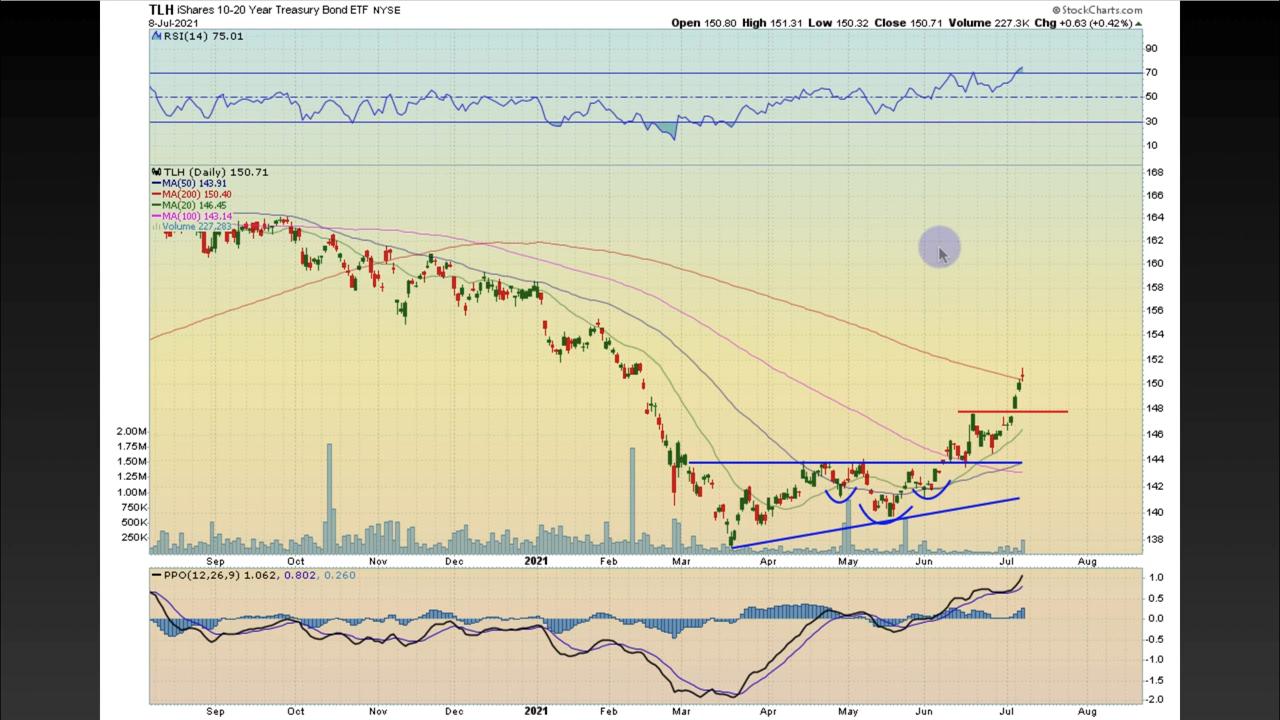 TLH iShares 10-20 Year Treasury Bond ETF NYSE
© StockCharts.com
8-Jul-2021
Open 150.80 High 151.31 Low 150.32 Close 150.71 Volume 227.3K Chg +0.63 (+0.42%)
RSI(14) 75.01
90
70
50
30
10
TLH (Daily) 150.71
MA(50) 143.91
MA(200) 150.40
MA(20) 146.45
MA(100) 143.14
Volume 227,283
168
166
164
162
160
158
156
154
152
150
148
146
144
142
140
138
2.00M
1.75M
1.50M
1.25M
1.00M
750K
500K
250K
Sep Oct Nov Dec 2021 Feb Mar Apr May Jun Jul Aug
PPO(12,26,9) 1.062, 0.802, 0.260
1.0
0.5
0.0
-0.5
-1.0
-1.5
-2.0
Sep Oct Nov Dec 2021 Feb Mar Apr May Jun Jul Aug